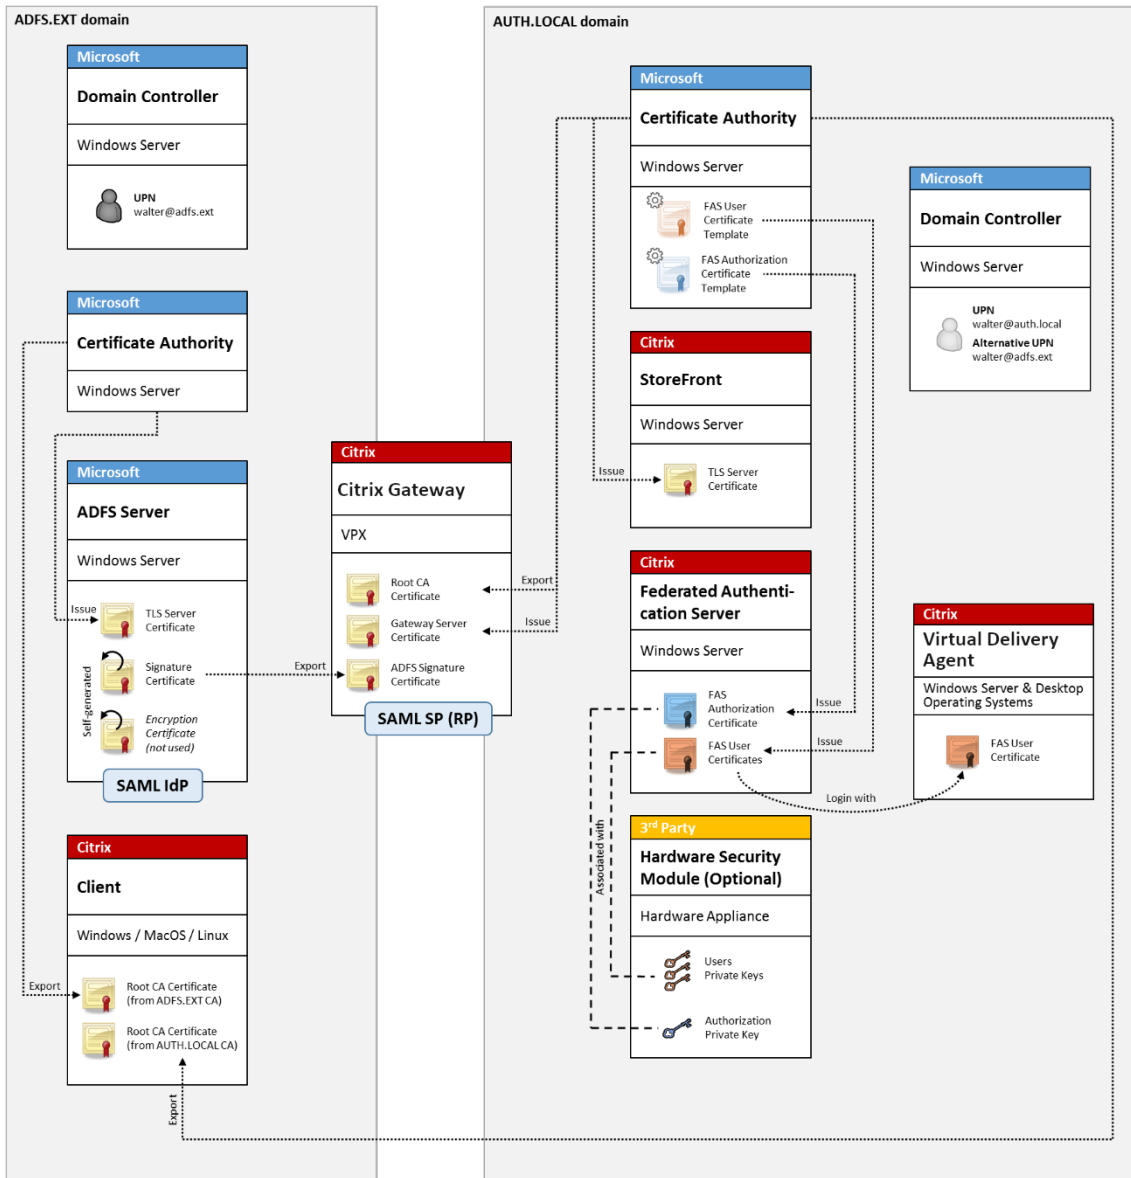 ADFS.EXT domain
Microsoft
Domain Controller
Windows Server
UPN
walter@adfs.ext
Microsoft
Certificate Authority
Windows Server
Microsoft
ADFS Server
Windows Server
Issue
TLS Server
Certificate
Self-generated
Signature
Certificate
Export
Encryption
Certificate
(not used)
SAML IdP
Citrix
Client
Windows / MacOS / Linux
Export
Root CA Certificate
(from ADFS.EXT CA)
Root CA Certificate
(from AUTH.LOCAL CA)
Export
Citrix
Citrix Gateway
VPX
Root CA
Certificate
Export
Gateway Server
Certificate
Issue
ADFS Signature
Certificate
SAML SP (RP)
AUTH.LOCAL domain
Microsoft
Certificate Authority
Windows Server
FAS User
Certificate
Template
FAS Authorization
Certificate
Template
Citrix
StoreFront
Windows Server
Issue
TLS Server
Certificate
Citrix
Federated Authenti-
cation Server
Windows Server
FAS
Authorization
Certificate
Issue
FAS User
Certificates
Issue
Login with
Associated with
3rd Party
Hardware Security
Module (Optional)
Hardware Appliance
Users
Private Keys
Authorization
Private Key
Microsoft
Domain Controller
Windows Server
UPN
walter@auth.local
Alternative UPN
walter@adfs.ext
Citrix
Virtual Delivery
Agent
Windows Server & Desktop
Operating Systems
FAS User
Certificate